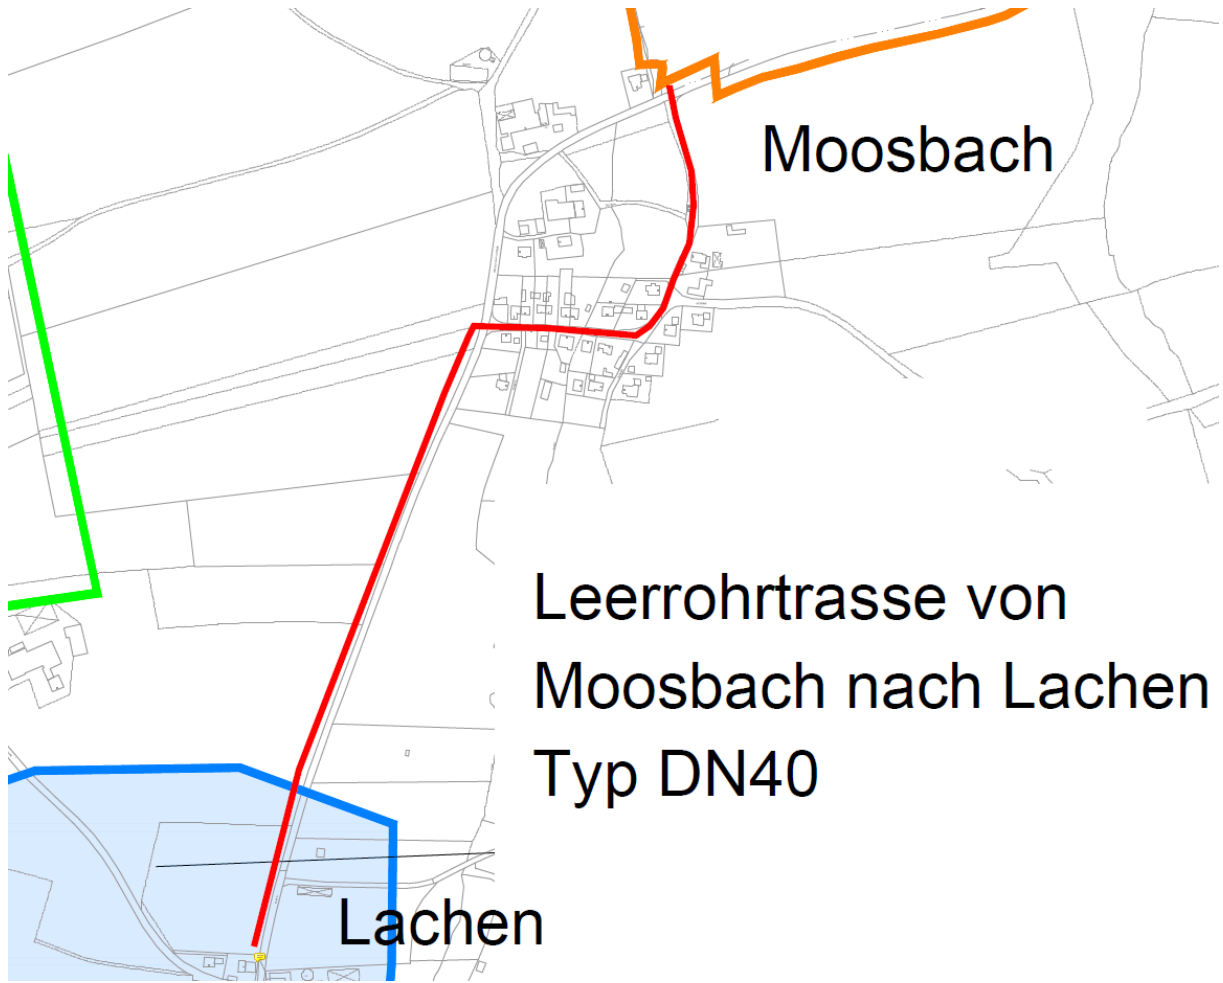 Moosbach
Leerrohrtrasse von
Moosbach nach Lachen
Typ DN40
Lachen